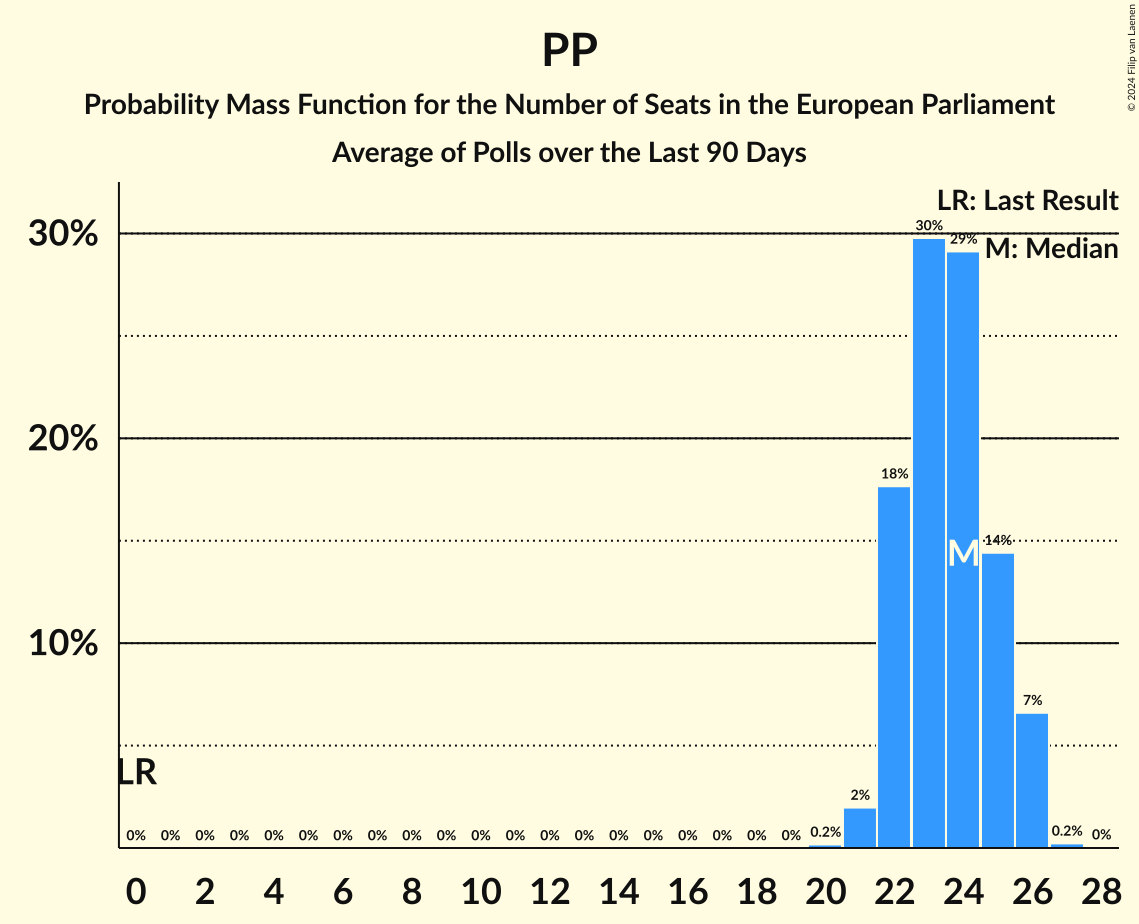 PP
Probability Mass Function for the Number of Seats in the European Parliament
Average of Polls over the Last 90 Days
© 2024 Filip van Laenen
LR: Last Result
M: Median
30%
20%
10%
30%
29%
18%
M
14%
7%
LR
2%
0% 0% 0% 0% 0% 0% 0% 0% 0% 0% 0% 0% 0% 0% 0% 0% 0% 0% 0% 0% 0.2% 0.2% 0%
0 2 4 6 8 10 12 14 16 18 20 22 24 26 28